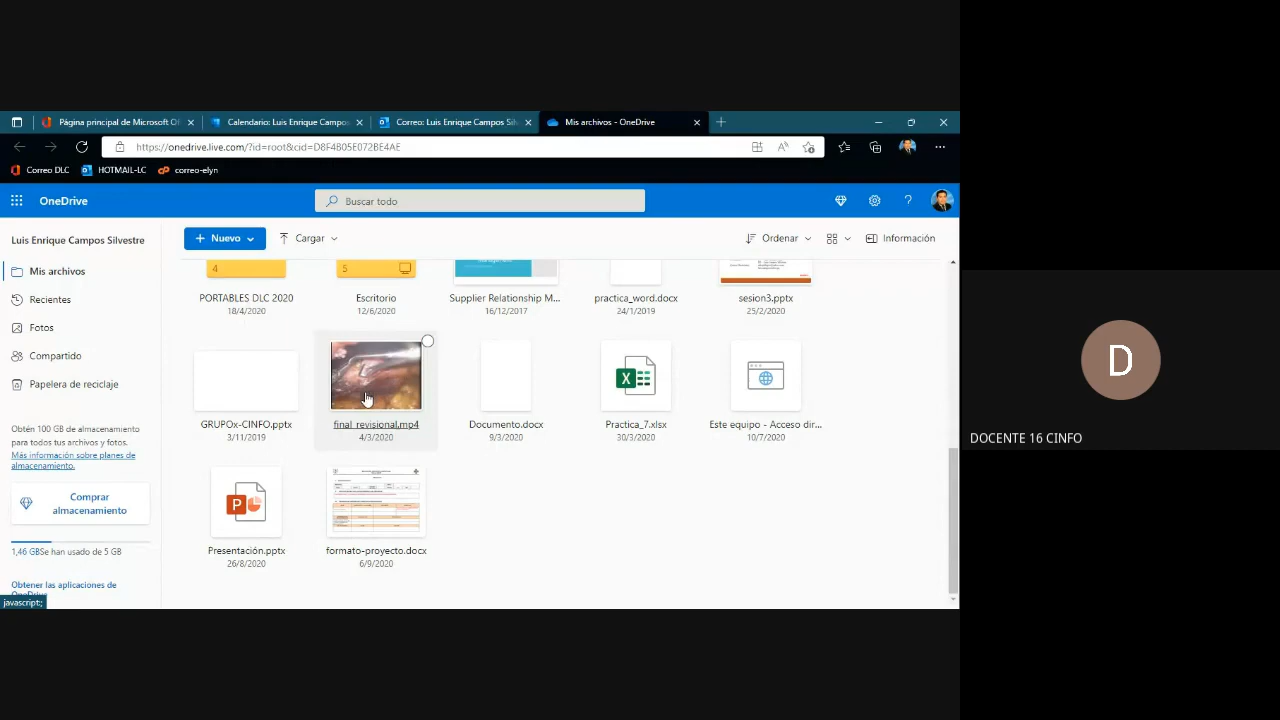 Página principal de Microsoft Of
Calendario: Luis Enrique Campos
Correo: Luis Enrique Campos Sil
Mis archivos - OneDrive
https://onedrive.live.com/?id=root&cid=D8F4B05E072BE4AE
Correo DLC
HOTMAIL-LC
correo-elyn
OneDrive
Buscar todo
Luis Enrique Campos Silvestre
Nuevo
Cargar
Ordenar
Información
Mis archivos
Recientes
Fotos
Compartido
Papelera de reciclaje
4
5
PORTABLES DLC 2020
Escritorio
Supplier Relationship M...
practica_word.docx
sesion3.pptx
18/4/2020
12/6/2020
16/12/2017
24/1/2019
25/2/2020
GRUPOx-CINFO.pptx
final_revisional.mp4
Documento.docx
Practica_7.xlsx
Este equipo - Acceso dir...
3/11/2019
4/3/2020
9/3/2020
30/3/2020
10/7/2020
Presentación.pptx
formato-proyecto.docx
26/8/2020
6/9/2020
Obtén 100 GB de almacenamiento
para todos tus archivos y fotos.
Más información sobre planes de
almacenamiento.
Comprar
almacenamiento
1,46 GBSe han usado de 5 GB
Obtener las aplicaciones de
OneDrive
javascript:;
D
DOCENTE 16 CINFO